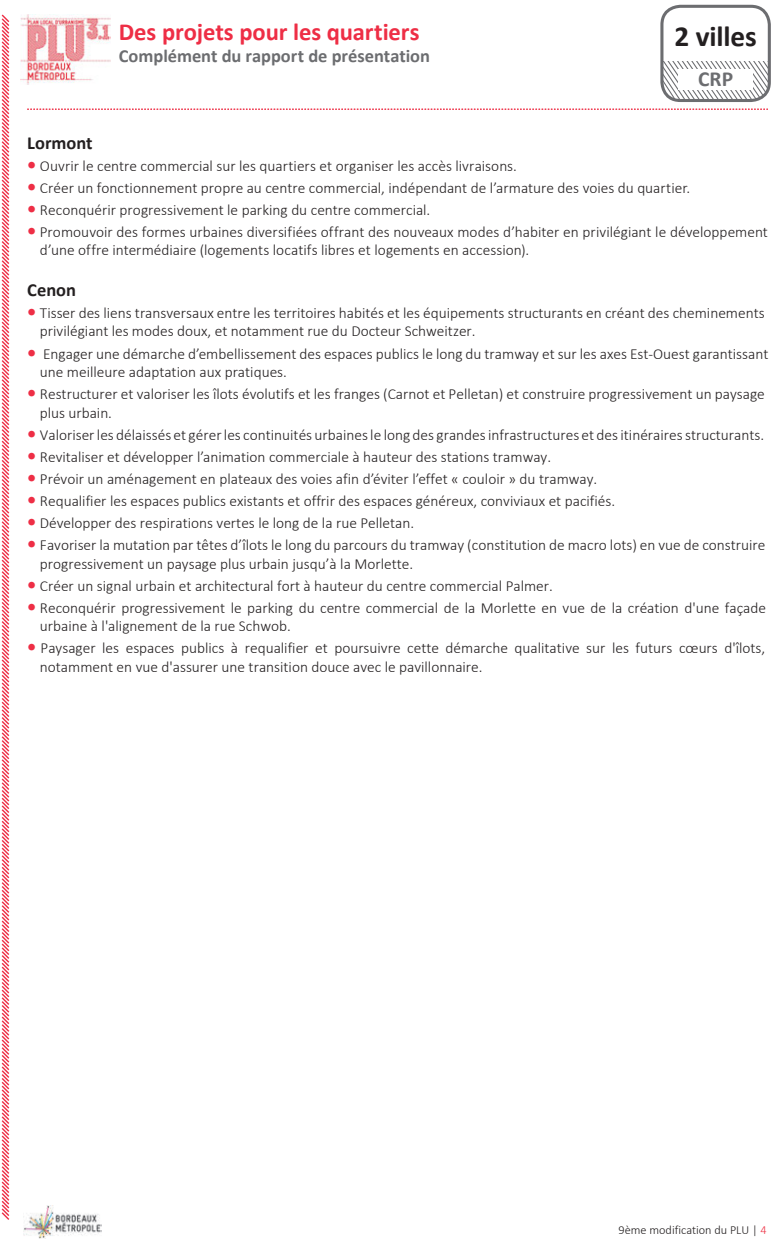 PLAN LOCAL D'URBANISME
PLU 3.1
BORDEAUX
MÉTROPOLE
Des projets pour les quartiers
Complément du rapport de présentation
2 villes
CRP
Lormont
• Ouvrir le centre commercial sur les quartiers et organiser les accès livraisons.
• Créer un fonctionnement propre au centre commercial, indépendant de l’armature des voies du quartier.
• Reconquérir progressivement le parking du centre commercial.
• Promouvoir des formes urbaines diversifiées offrant des nouveaux modes d’habiter en privilégiant le développement
d’une offre intermédiaire (logements locatifs libres et logements en accession).
Cenon
• Tisser des liens transversaux entre les territoires habités et les équipements structurants en créant des cheminements
privilégiant les modes doux, et notamment rue du Docteur Schweitzer.
• Engager une démarche d’embellissement des espaces publics le long du tramway et sur les axes Est-Ouest garantissant
une meilleure adaptation aux pratiques.
• Restructurer et valoriser les îlots évolutifs et les franges (Carnot et Pelletan) et construire progressivement un paysage
plus urbain.
• Valoriser les délaissés et gérer les continuités urbaines le long des grandes infrastructures et des itinéraires structurants.
• Revitaliser et développer l’animation commerciale à hauteur des stations tramway.
• Prévoir un aménagement en plateaux des voies afin d’éviter l’effet « couloir » du tramway.
• Requalifier les espaces publics existants et offrir des espaces généreux, conviviaux et pacifiés.
• Développer des respirations vertes le long de la rue Pelletan.
• Favoriser la mutation par têtes d’îlots le long du parcours du tramway (constitution de macro lots) en vue de construire
progressivement un paysage plus urbain jusqu’à la Morlette.
• Créer un signal urbain et architectural fort à hauteur du centre commercial Palmer.
• Reconquérir progressivement le parking du centre commercial de la Morlette en vue de la création d'une façade
urbaine à l'alignement de la rue Schwob.
• Paysager les espaces publics à requalifier et poursuivre cette démarche qualitative sur les futurs cœurs d'îlots,
notamment en vue d'assurer une transition douce avec le pavillonnaire.
BORDEAUX
MÉTROPOLE
9ème modification du PLU | 4